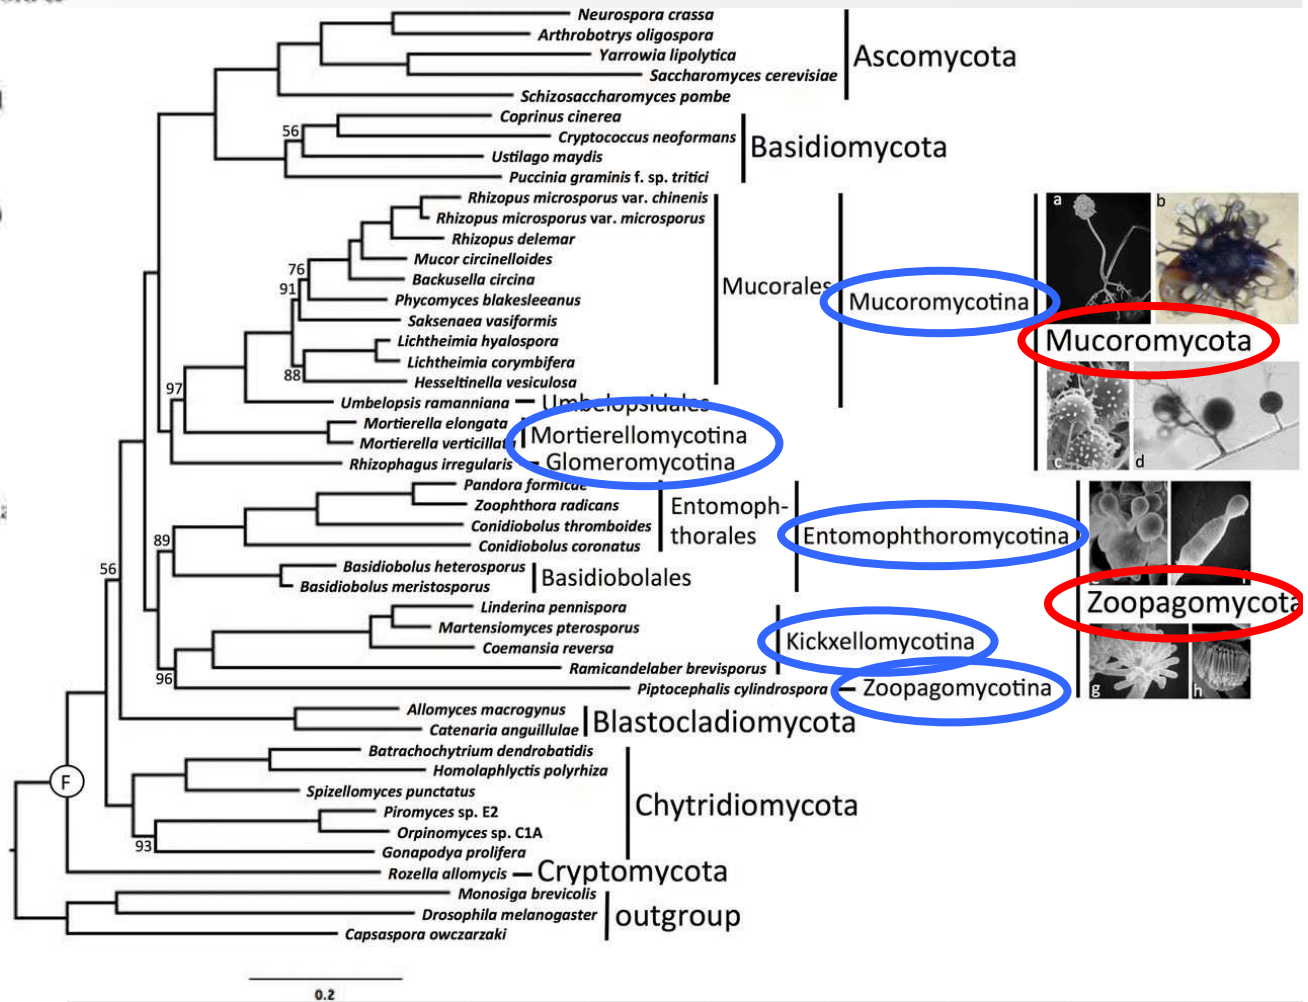 Neurospora crassa
Arthrobotrys oligospora
Yarrowia lipolytica
Saccharomyces cerevisiae
Schizosaccharomyces pombe
Ascomycota
Coprinus cinerea
56
Cryptococcus neoformans
Ustilago maydis
Puccinia graminis f. sp. tritici
Basidiomycota
Rhizopus microsporus var. chinenis
Rhizopus microsporus var. microsporus
Rhizopus delemar
Mucor circinelloides
76
Backusella circina
91
Phycomyces blakesleeanus
Saksenaea vasiformis
Lichtheimia hyalospora
Lichtheimia corymbifera
88
Hesseltinella vesiculosa
Mucorales
97
Umbelopsis ramanniana
Umbelopsidales
Mucoromycotina
Mortierella elongata
Mortierella verticillata
Mortierellomycotina
Rhizophagus irregularis
Glomeromycotina
a
b
Mucoromycota
c
d
Pandora formicae
Zoophthora radicans
Conidiobolus thromboides
Conidiobolus coronatus
Entomoph-
thorales
89
Basidiobolus heterosporus
Basidiobolus meristosporus
Basidiobolales
Entomophthoromycotina
56
Linderina pennispora
Martensiomyces pterosporus
Coemansia reversa
Ramicandelaber brevisporus
Kickxellomycotina
96
Piptocephalis cylindrospora
Zoopagomycotina
Zoopagomycota
g
h
Allomyces macrogynus
Catenaria anguillulae
Blastocladiomycota
F
Batrachochytrium dendrobatidis
Homolaphlyctis polyrhiza
Spizellomyces punctatus
Piromyces sp. E2
Orpinomyces sp. C1A
93
Gonapodya prolifera
Chytridiomycota
Rozella allomycis
Cryptomycota
Monosiga brevicolis
Drosophila melanogaster
Capsaspora owczarzaki
outgroup
0.2